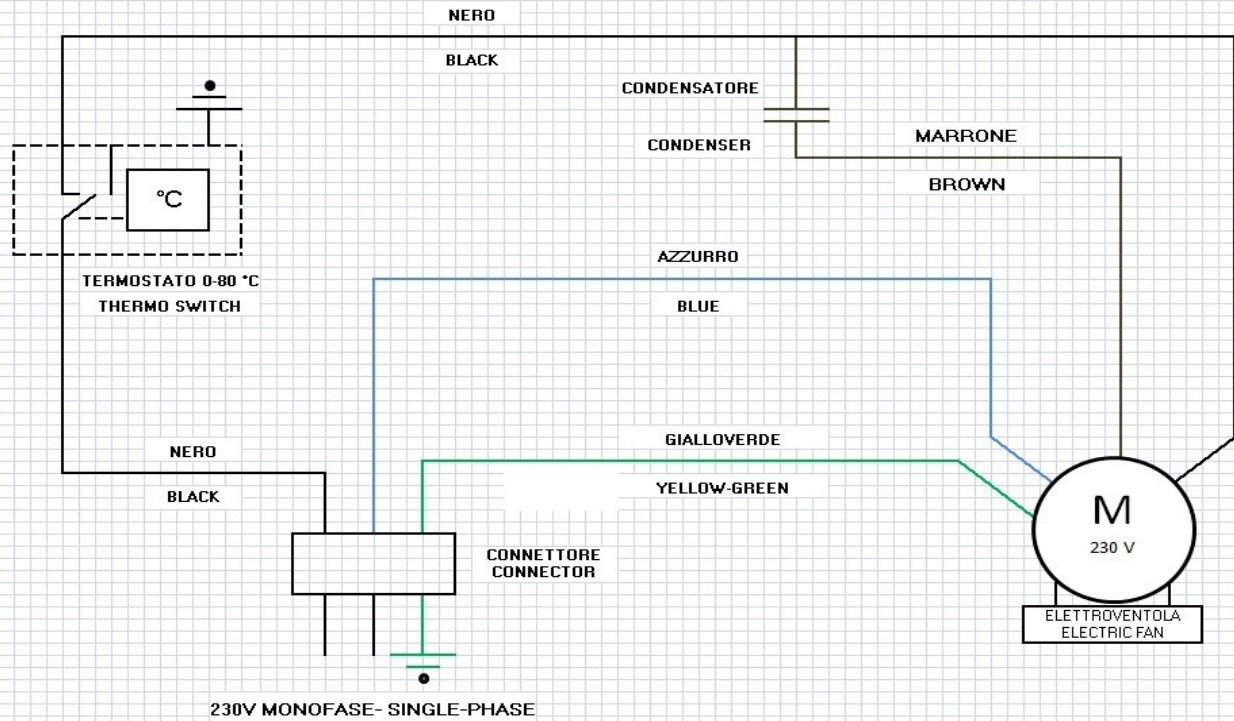 NERO
BLACK
CONDENSATORE
CONDENSER
MARRONE
BROWN
°C
TERMOSTATO 0-80 °C
THERMO SWITCH
AZZURRO
BLUE
NERO
BLACK
GIALLOVERDE
YELLOW-GREEN
M
230 V
CONNETTORE
CONNECTOR
ELETTROVENTOLA
ELECTRIC FAN
230V MONOFASE- SINGLE-PHASE